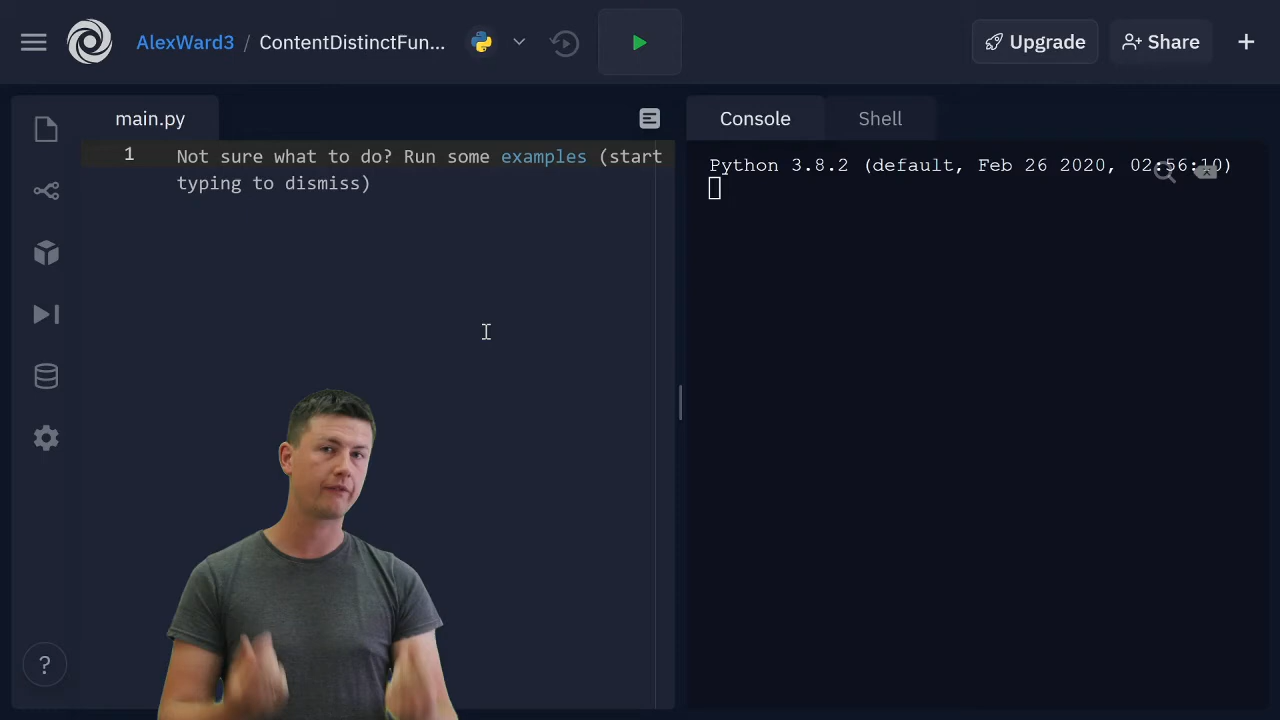 AlexWard3 / ContentDistinctFun...
Upgrade
Share
main.py
1
Not sure what to do? Run some examples (start
typing to dismiss)
Console
Shell
Python 3.8.2 (default, Feb 26 2020, 02:56:10)
?